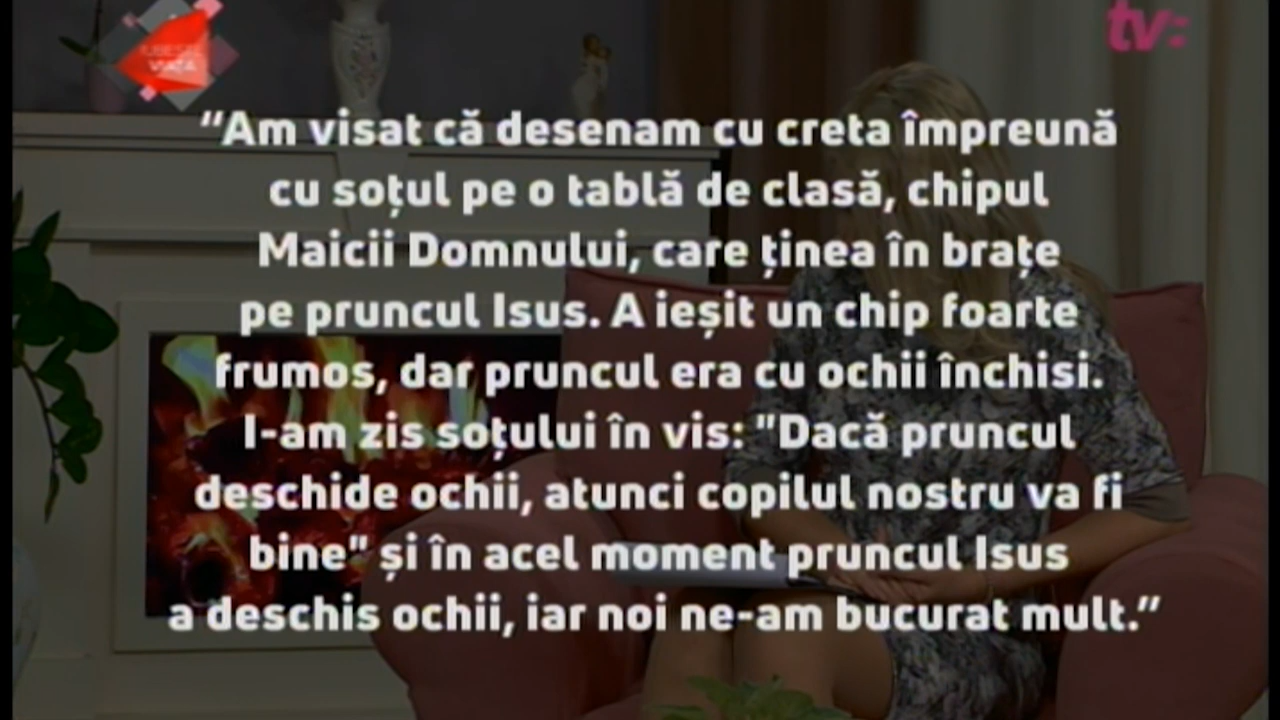 IUBEȘTE
VIAȚA
tv:
“Am visat că desenam cu creta împreună
cu soțul pe o tablă de clasă, chipul
Maicii Domnului, care ținea în brațe
pe pruncul Isus. A ieșit un chip foarte
frumos, dar pruncul era cu ochii închisi.
I-am zis soțului în vis: "Dacă pruncul
deschide ochii, atunci copilul nostru va fi
bine" și în acel moment pruncul Isus
a deschis ochii, iar noi ne-am bucurat mult.”